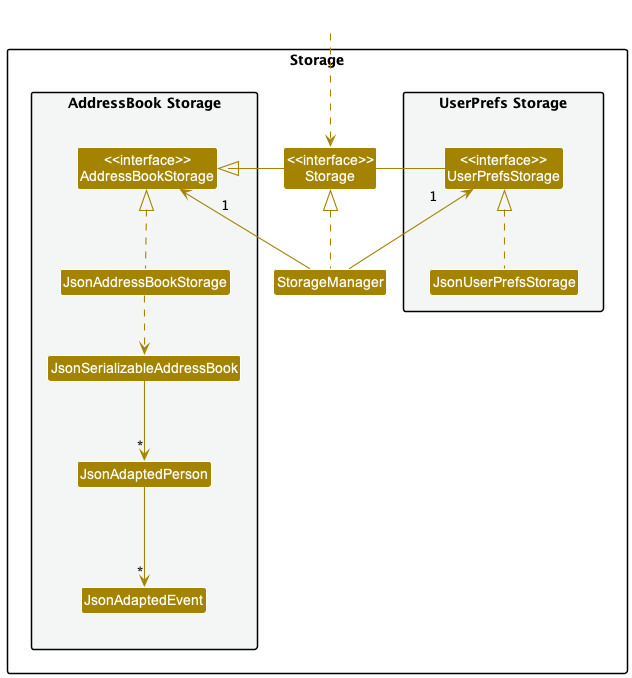 Storage
AddressBook Storage
UserPrefs Storage
<<interface>>
AddressBookStorage
<<interface>>
Storage
<<interface>>
UserPrefsStorage
1
1
JsonAddressBookStorage
StorageManager
JsonUserPrefsStorage
JsonSerializableAddressBook
*
JsonAdaptedPerson
*
JsonAdaptedEvent